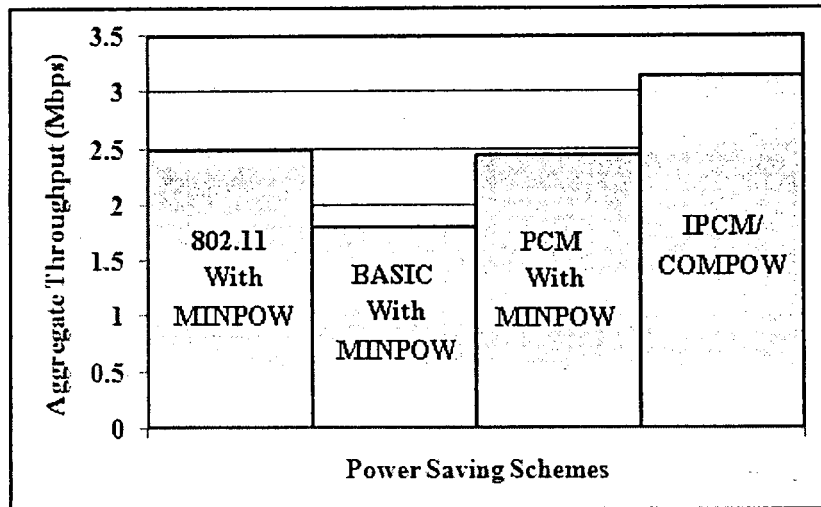 3.5
3
2.5
2
1.5
1
0.5
0
Aggregate Throughput (Mbps)
802.11
With
MINPOW
BASIC
With
MINPOW
PCM
With
MINPOW
IPCM/
COMPOW
Power Saving Schemes